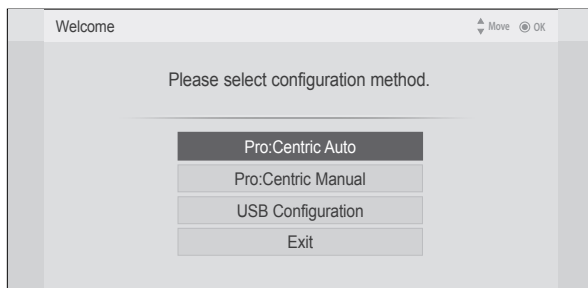 Welcome Move OK
Please select configuration method.
Pro:Centric Auto
Pro:Centric Manual
USB Configuration
Exit